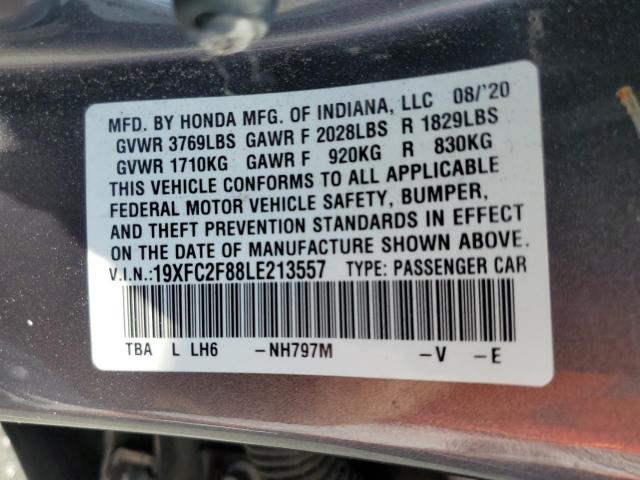 MFD. BY HONDA MFG. OF INDIANA, LLC 08/'20
GVWR 3769LBS GAWR F 2028LBS R 1829LBS
GVWR 1710KG GAWR F 920KG R 830KG
THIS VEHICLE CONFORMS TO ALL APPLICABLE
FEDERAL MOTOR VEHICLE SAFETY, BUMPER,
AND THEFT PREVENTION STANDARDS IN EFFECT
ON THE DATE OF MANUFACTURE SHOWN ABOVE.
V.I.N.:19XFC2F88LE213557 TYPE: PASSENGER CAR
TBA L LH6 -NH797M -V -E